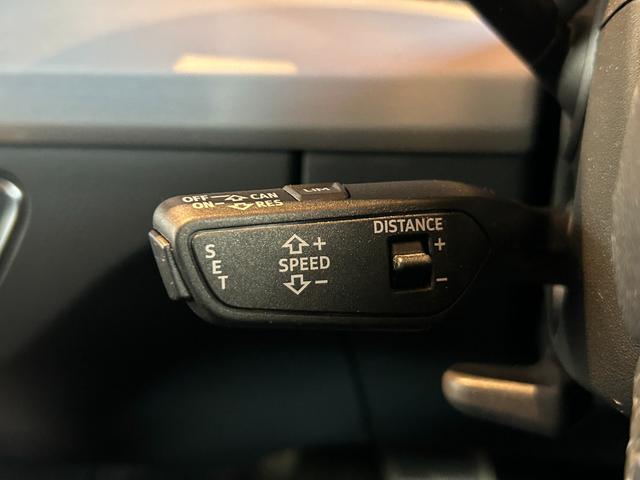 OFF CAN LIM
ON RES
DISTANCE
SET
+
SPEED
-
+
-